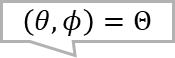 (θ, ϕ) = Θ